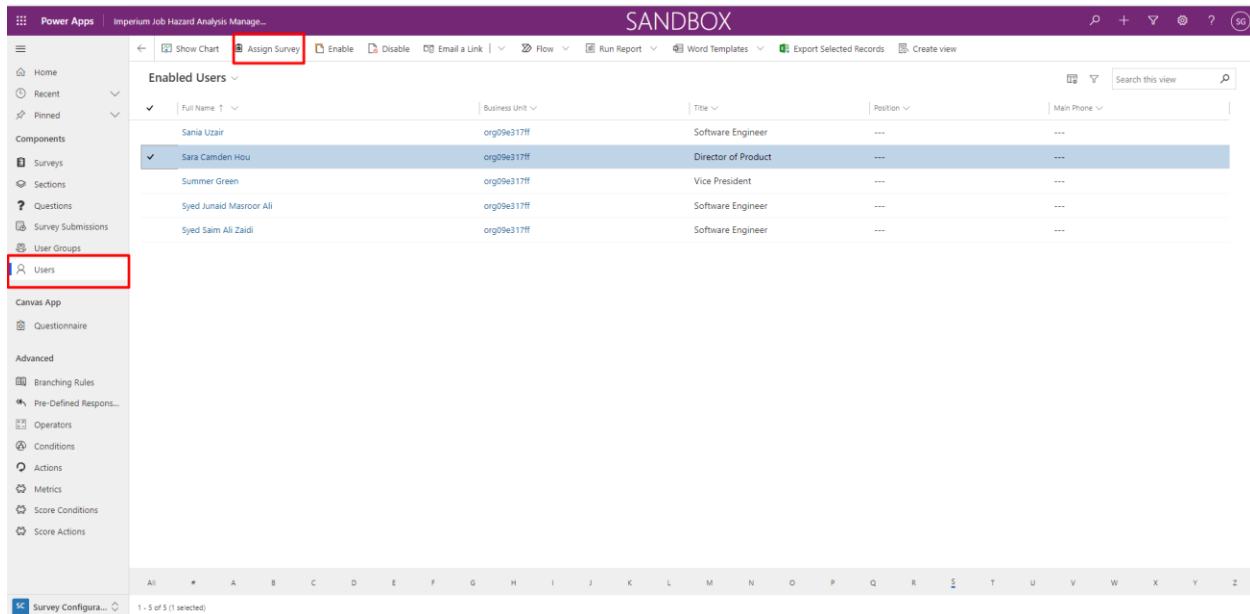 Power Apps Imperium Job Hazard Analysis Manage... SANDBOX ? SG
Show Chart Assign Survey Enable Disable Email a Link Flow Run Report Word Templates Export Selected Records Create view
Home
Recent
Pinned
Components
Surveys
Sections
? Questions
Survey Submissions
User Groups
Users
Canvas App
Questionnaire
Advanced
Branching Rules
Pre-Defined Respons...
Operators
Conditions
Actions
Metrics
Score Conditions
Score Actions
SC Survey Configura...
Enabled Users Search this view
Full Name ↑ Business Unit Title Position Main Phone
Sania Uzair org09e317ff Software Engineer --- ---
Sara Camden Hou org09e317ff Director of Product --- ---
Summer Green org09e317ff Vice President --- ---
Syed Junaid Masroor Ali org09e317ff Software Engineer --- ---
Syed Saim Ali Zaidi org09e317ff Software Engineer --- ---
All # A B C D E F G H I J K L M N O P Q R S T U V W X Y Z
1 - 5 of 5 (1 selected)